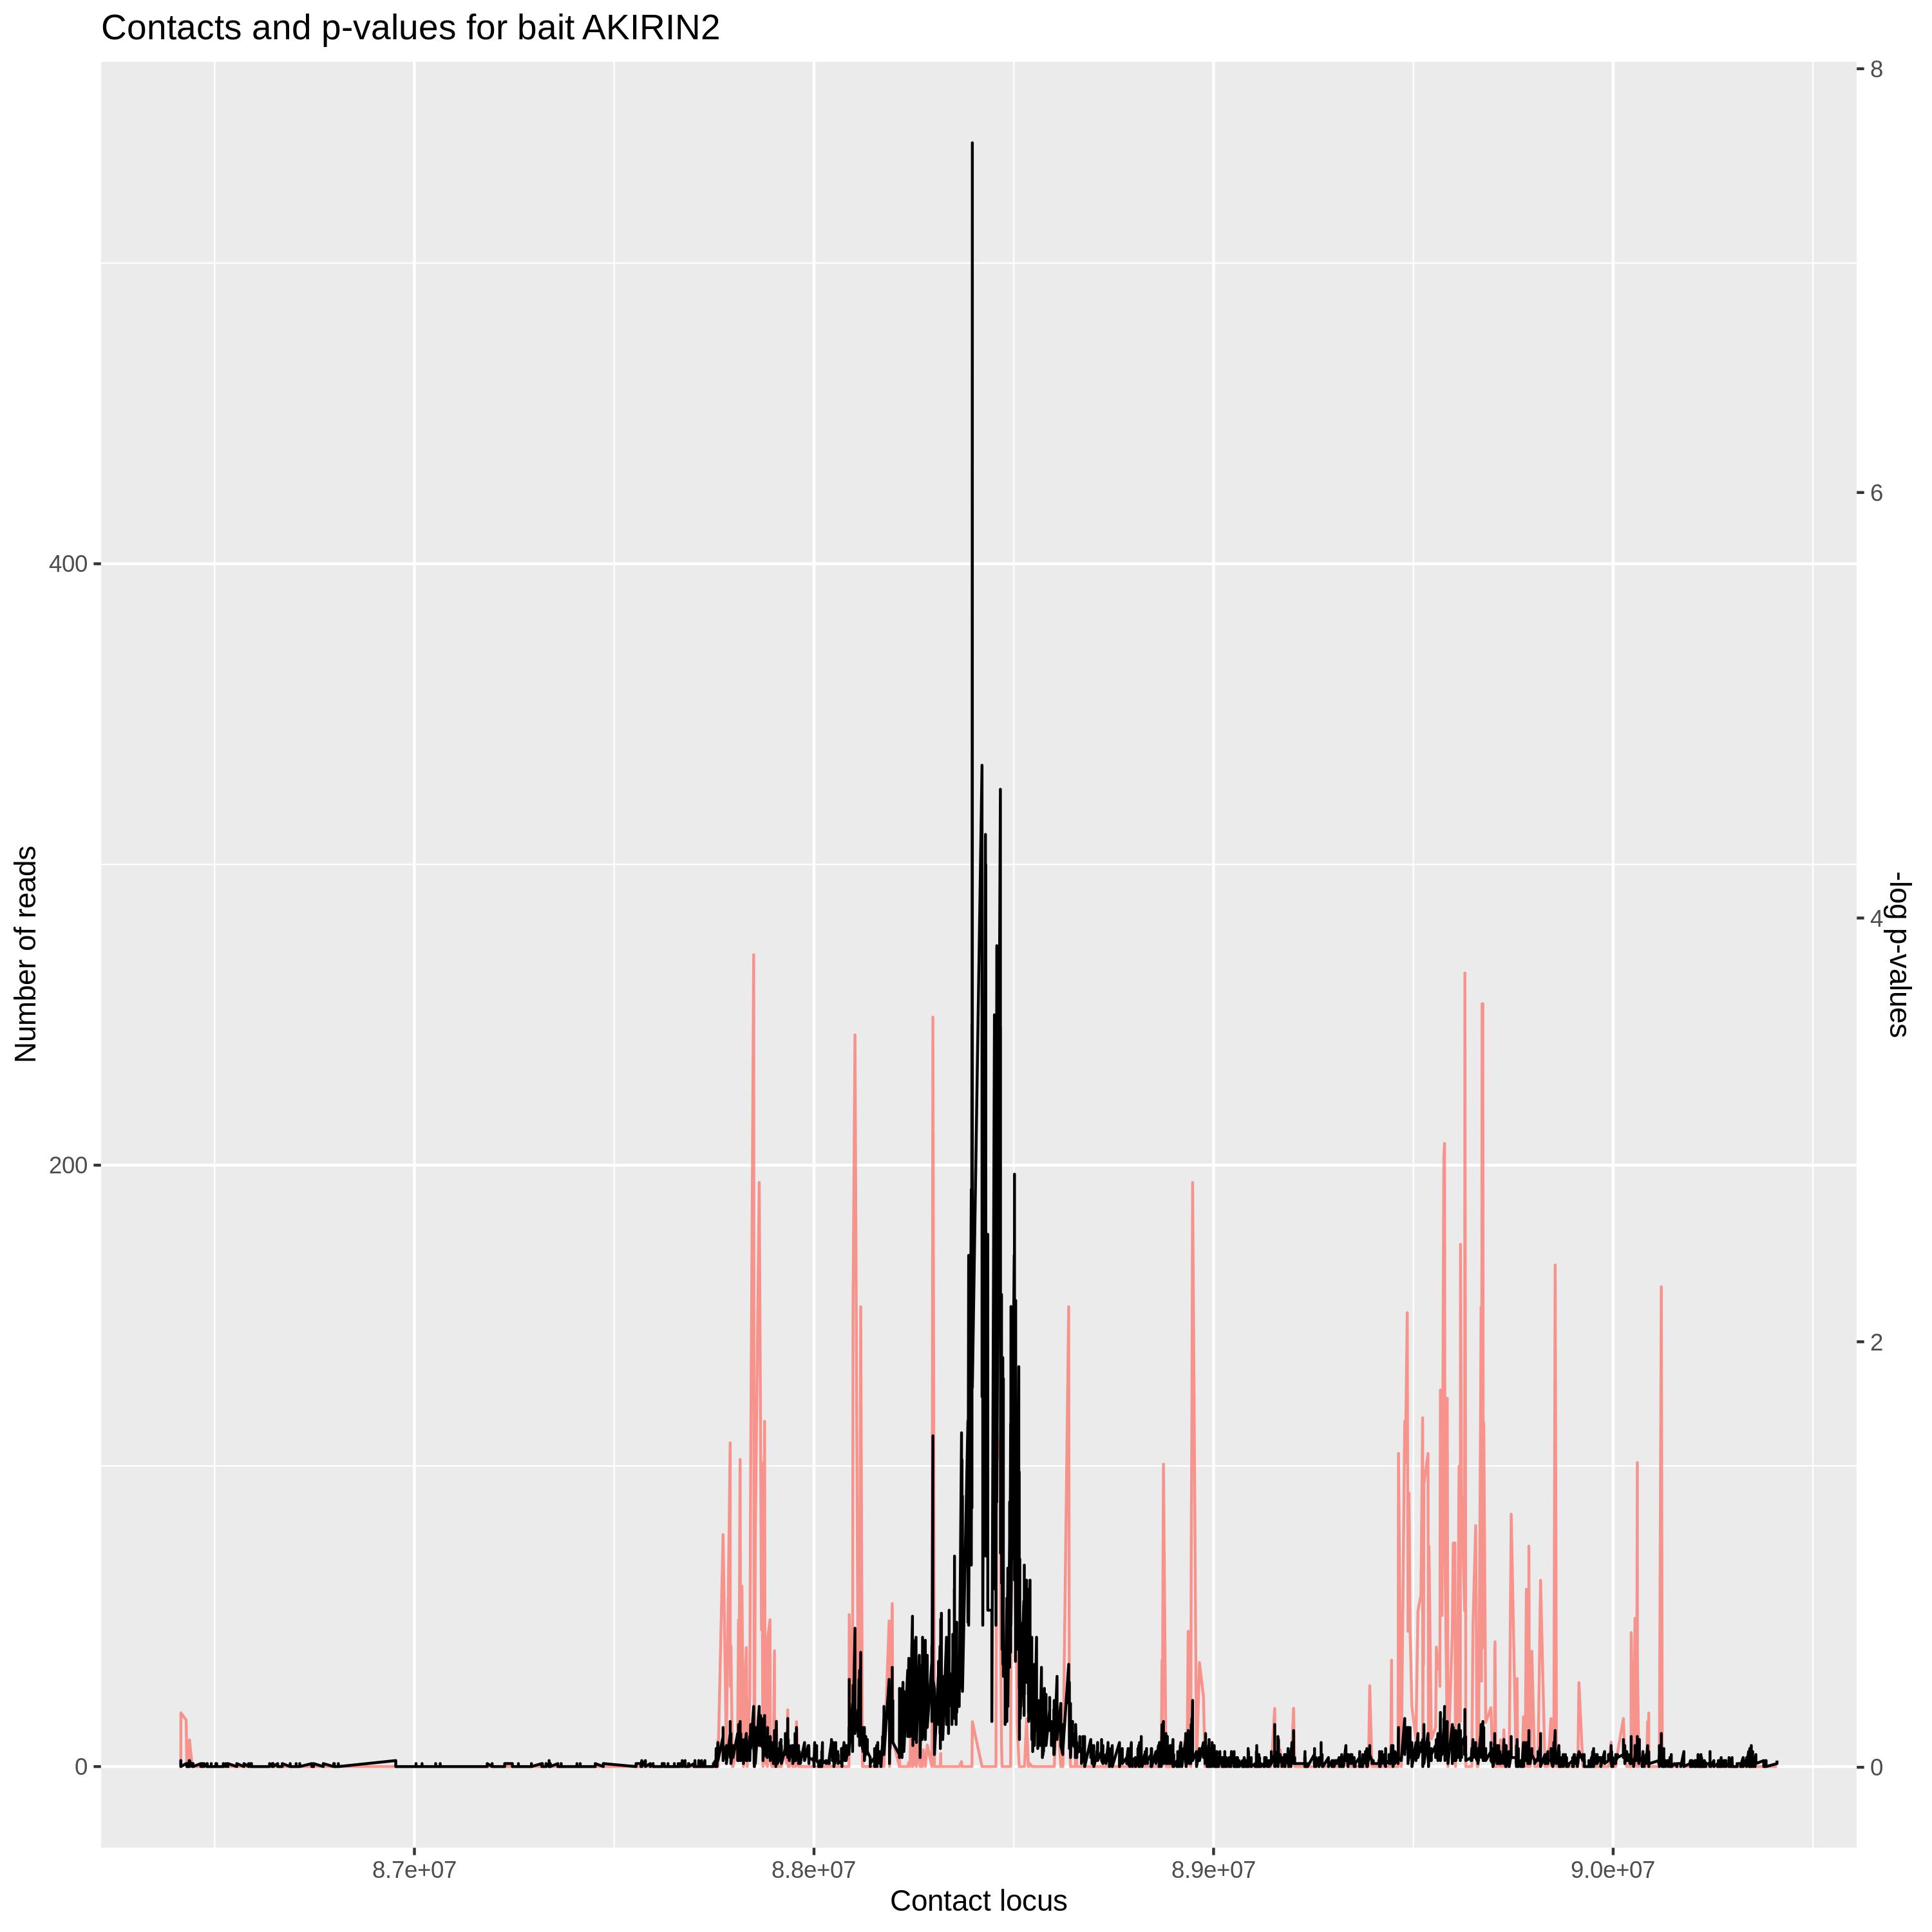 Contacts and p-values for bait AKIRIN2
8
6
400
4
Number of reads
-log p-values
200
2
0
0
8.7e+07
8.8e+07
8.9e+07
9.0e+07
Contact locus